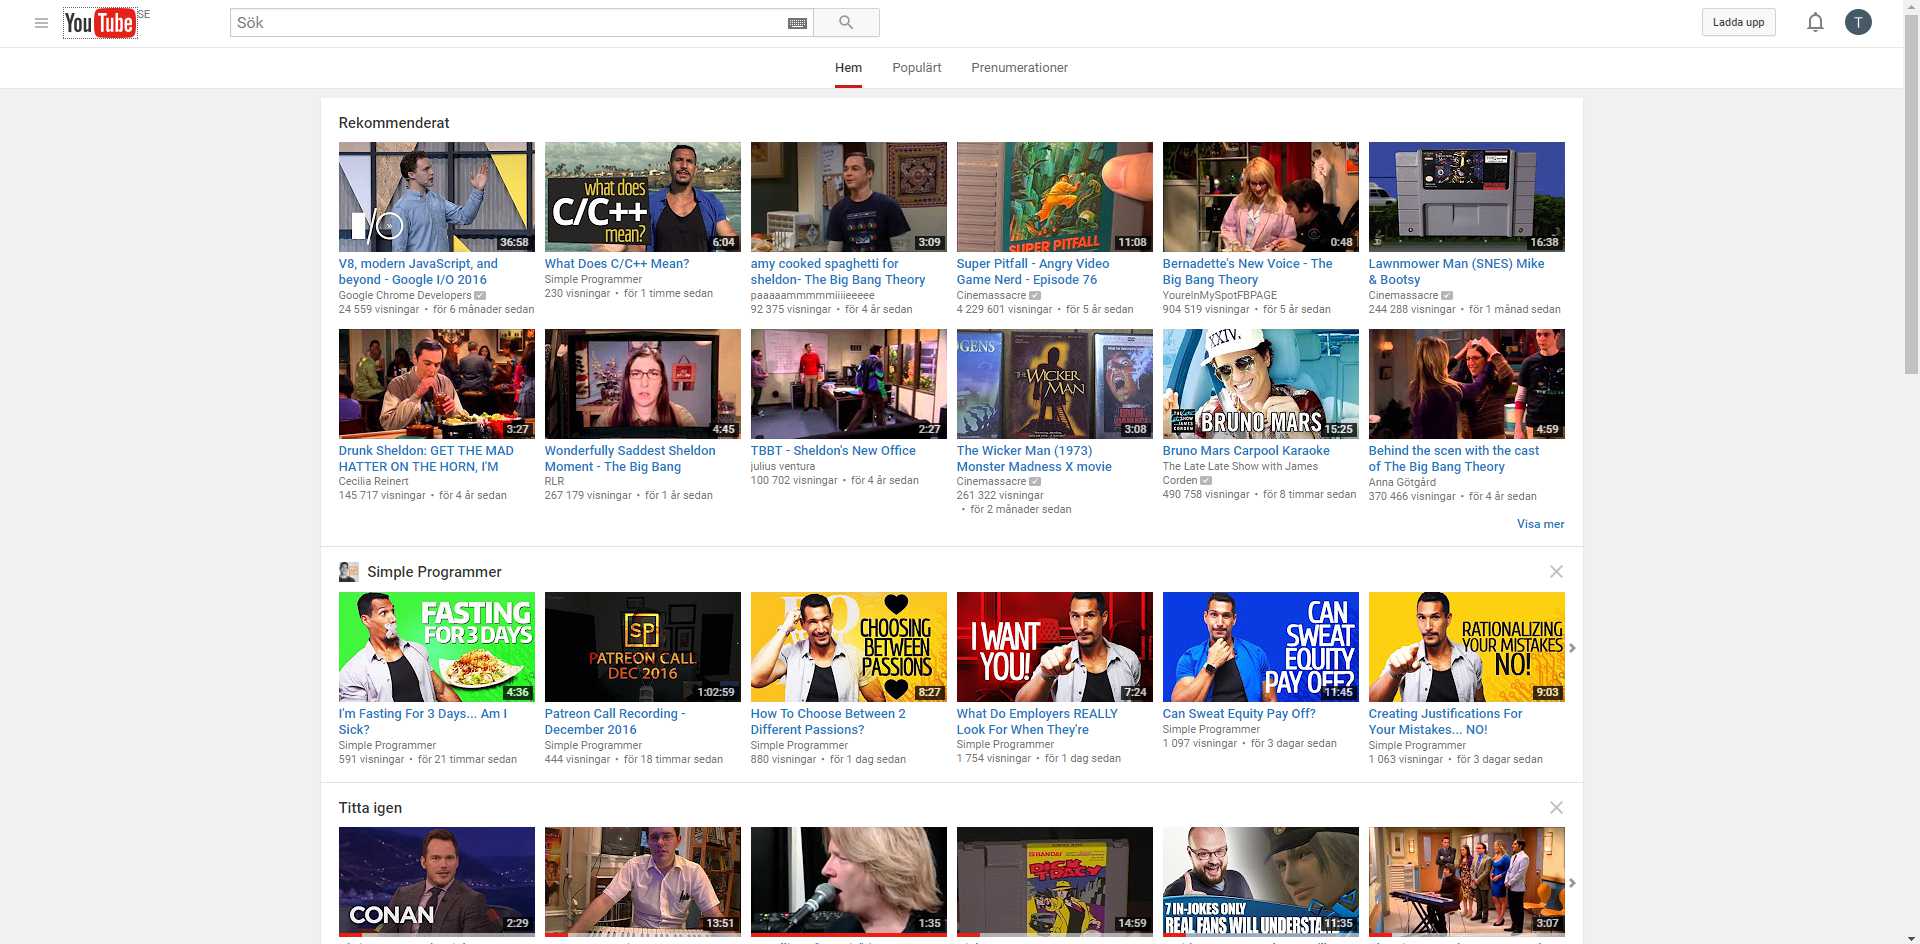 YouTube SE
Sök
Ladda upp
T
Hem Populärt Prenumerationer
Rekommenderat
I/O
36:58
what does
C/C++
mean?
6:04
3:09
SUPER PITFALL
11:08
0:48
16:38
V8, modern JavaScript, and
beyond - Google I/O 2016
Google Chrome Developers
24 559 visningar • för 6 månader sedan
What Does C/C++ Mean?
Simple Programmer
230 visningar • för 1 timme sedan
amy cooked spaghetti for
sheldon- The Big Bang Theory
paaaaammmmmiiiieeeee
92 375 visningar • för 4 år sedan
Super Pitfall - Angry Video
Game Nerd - Episode 76
Cinemassacre
4 229 601 visningar • för 5 år sedan
Bernadette's New Voice - The
Big Bang Theory
YoureInMySpotFBPAGE
904 519 visningar • för 5 år sedan
Lawnmower Man (SNES) Mike
& Bootsy
Cinemassacre
244 288 visningar • för 1 månad sedan
3:27
4:45
2:27
THE
WICKER
MAN
3:08
XXIV.
THE
LATE LATE
SHOW WITH
JAMES
CORDEN
BRUNO MARS
15:25
4:59
Drunk Sheldon: GET THE MAD
HATTER ON THE HORN, I'M
Cecilia Reinert
145 717 visningar • för 4 år sedan
Wonderfully Saddest Sheldon
Moment - The Big Bang
RLR
267 179 visningar • för 1 år sedan
TBBT - Sheldon's New Office
julius ventura
100 702 visningar • för 4 år sedan
The Wicker Man (1973)
Monster Madness X movie
Cinemassacre
261 322 visningar
• för 2 månader sedan
Bruno Mars Carpool Karaoke
The Late Late Show with James
Corden
490 758 visningar • för 8 timmar sedan
Behind the scen with the cast
of The Big Bang Theory
Anna Götgård
370 466 visningar • för 4 år sedan
Visa mer
Simple Programmer
FASTING
FOR 3 DAYS
4:36
SP
PATREON CALL
DEC 2016
1:02:59
CHOOSING
BETWEEN
PASSIONS
8:27
I WANT
YOU!
7:24
CAN
SWEAT
EQUITY
PAY OFF?
11:45
RATIONALIZING
YOUR MISTAKES
NO!
9:03
I'm Fasting For 3 Days... Am I
Sick?
Simple Programmer
591 visningar • för 21 timmar sedan
Patreon Call Recording -
December 2016
Simple Programmer
444 visningar • för 18 timmar sedan
How To Choose Between 2
Different Passions?
Simple Programmer
880 visningar • för 1 dag sedan
What Do Employers REALLY
Look For When They're
Simple Programmer
1 754 visningar • för 1 dag sedan
Can Sweat Equity Pay Off?
Simple Programmer
1 097 visningar • för 3 dagar sedan
Creating Justifications For
Your Mistakes... NO!
Simple Programmer
1 063 visningar • för 3 dagar sedan
Titta igen
CONAN
2:29
13:51
1:35
BANDAI
DICK
TRACY
14:59
7 IN-JOKES ONLY
REAL FANS WILL UNDERSTA
11:35
3:07